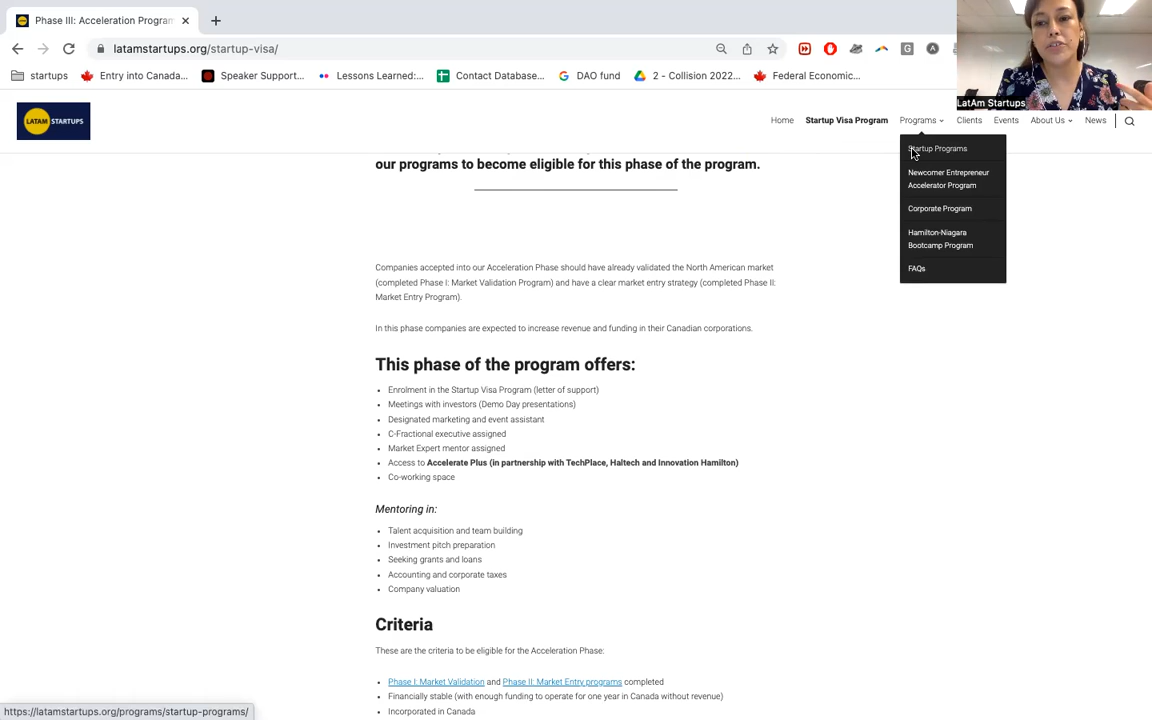 Phase III: Acceleration Program
latamstartups.org/startup-visa/
startups
Entry into Canada...
Speaker Support...
Lessons Learned:...
Contact Database...
DAO fund
2 - Collision 2022...
Federal Economic...
LatAm Startups
LATAM STARTUPS
Home
Startup Visa Program
Programs
Clients
Events
About Us
News
Startup Programs
Newcomer Entrepreneur
Accelerator Program
Corporate Program
Hamilton-Niagara
Bootcamp Program
FAQs
our programs to become eligible for this phase of the program.
Companies accepted into our Acceleration Phase should have already validated the North American market
(completed Phase I: Market Validation Program) and have a clear market entry strategy (completed Phase II:
Market Entry Program).
In this phase companies are expected to increase revenue and funding in their Canadian corporations.
This phase of the program offers:
• Enrolment in the Startup Visa Program (letter of support)
• Meetings with investors (Demo Day presentations)
• Designated marketing and event assistant
• C-Fractional executive assigned
• Market Expert mentor assigned
• Access to Accelerate Plus (in partnership with TechPlace, Haltech and Innovation Hamilton)
• Co-working space
Mentoring in:
• Talent acquisition and team building
• Investment pitch preparation
• Seeking grants and loans
• Accounting and corporate taxes
• Company valuation
Criteria
These are the criteria to be eligible for the Acceleration Phase:
• Phase I: Market Validation and Phase II: Market Entry programs completed
• Financially stable (with enough funding to operate for one year in Canada without revenue)
• Incorporated in Canada
https://latamstartups.org/programs/startup-programs/